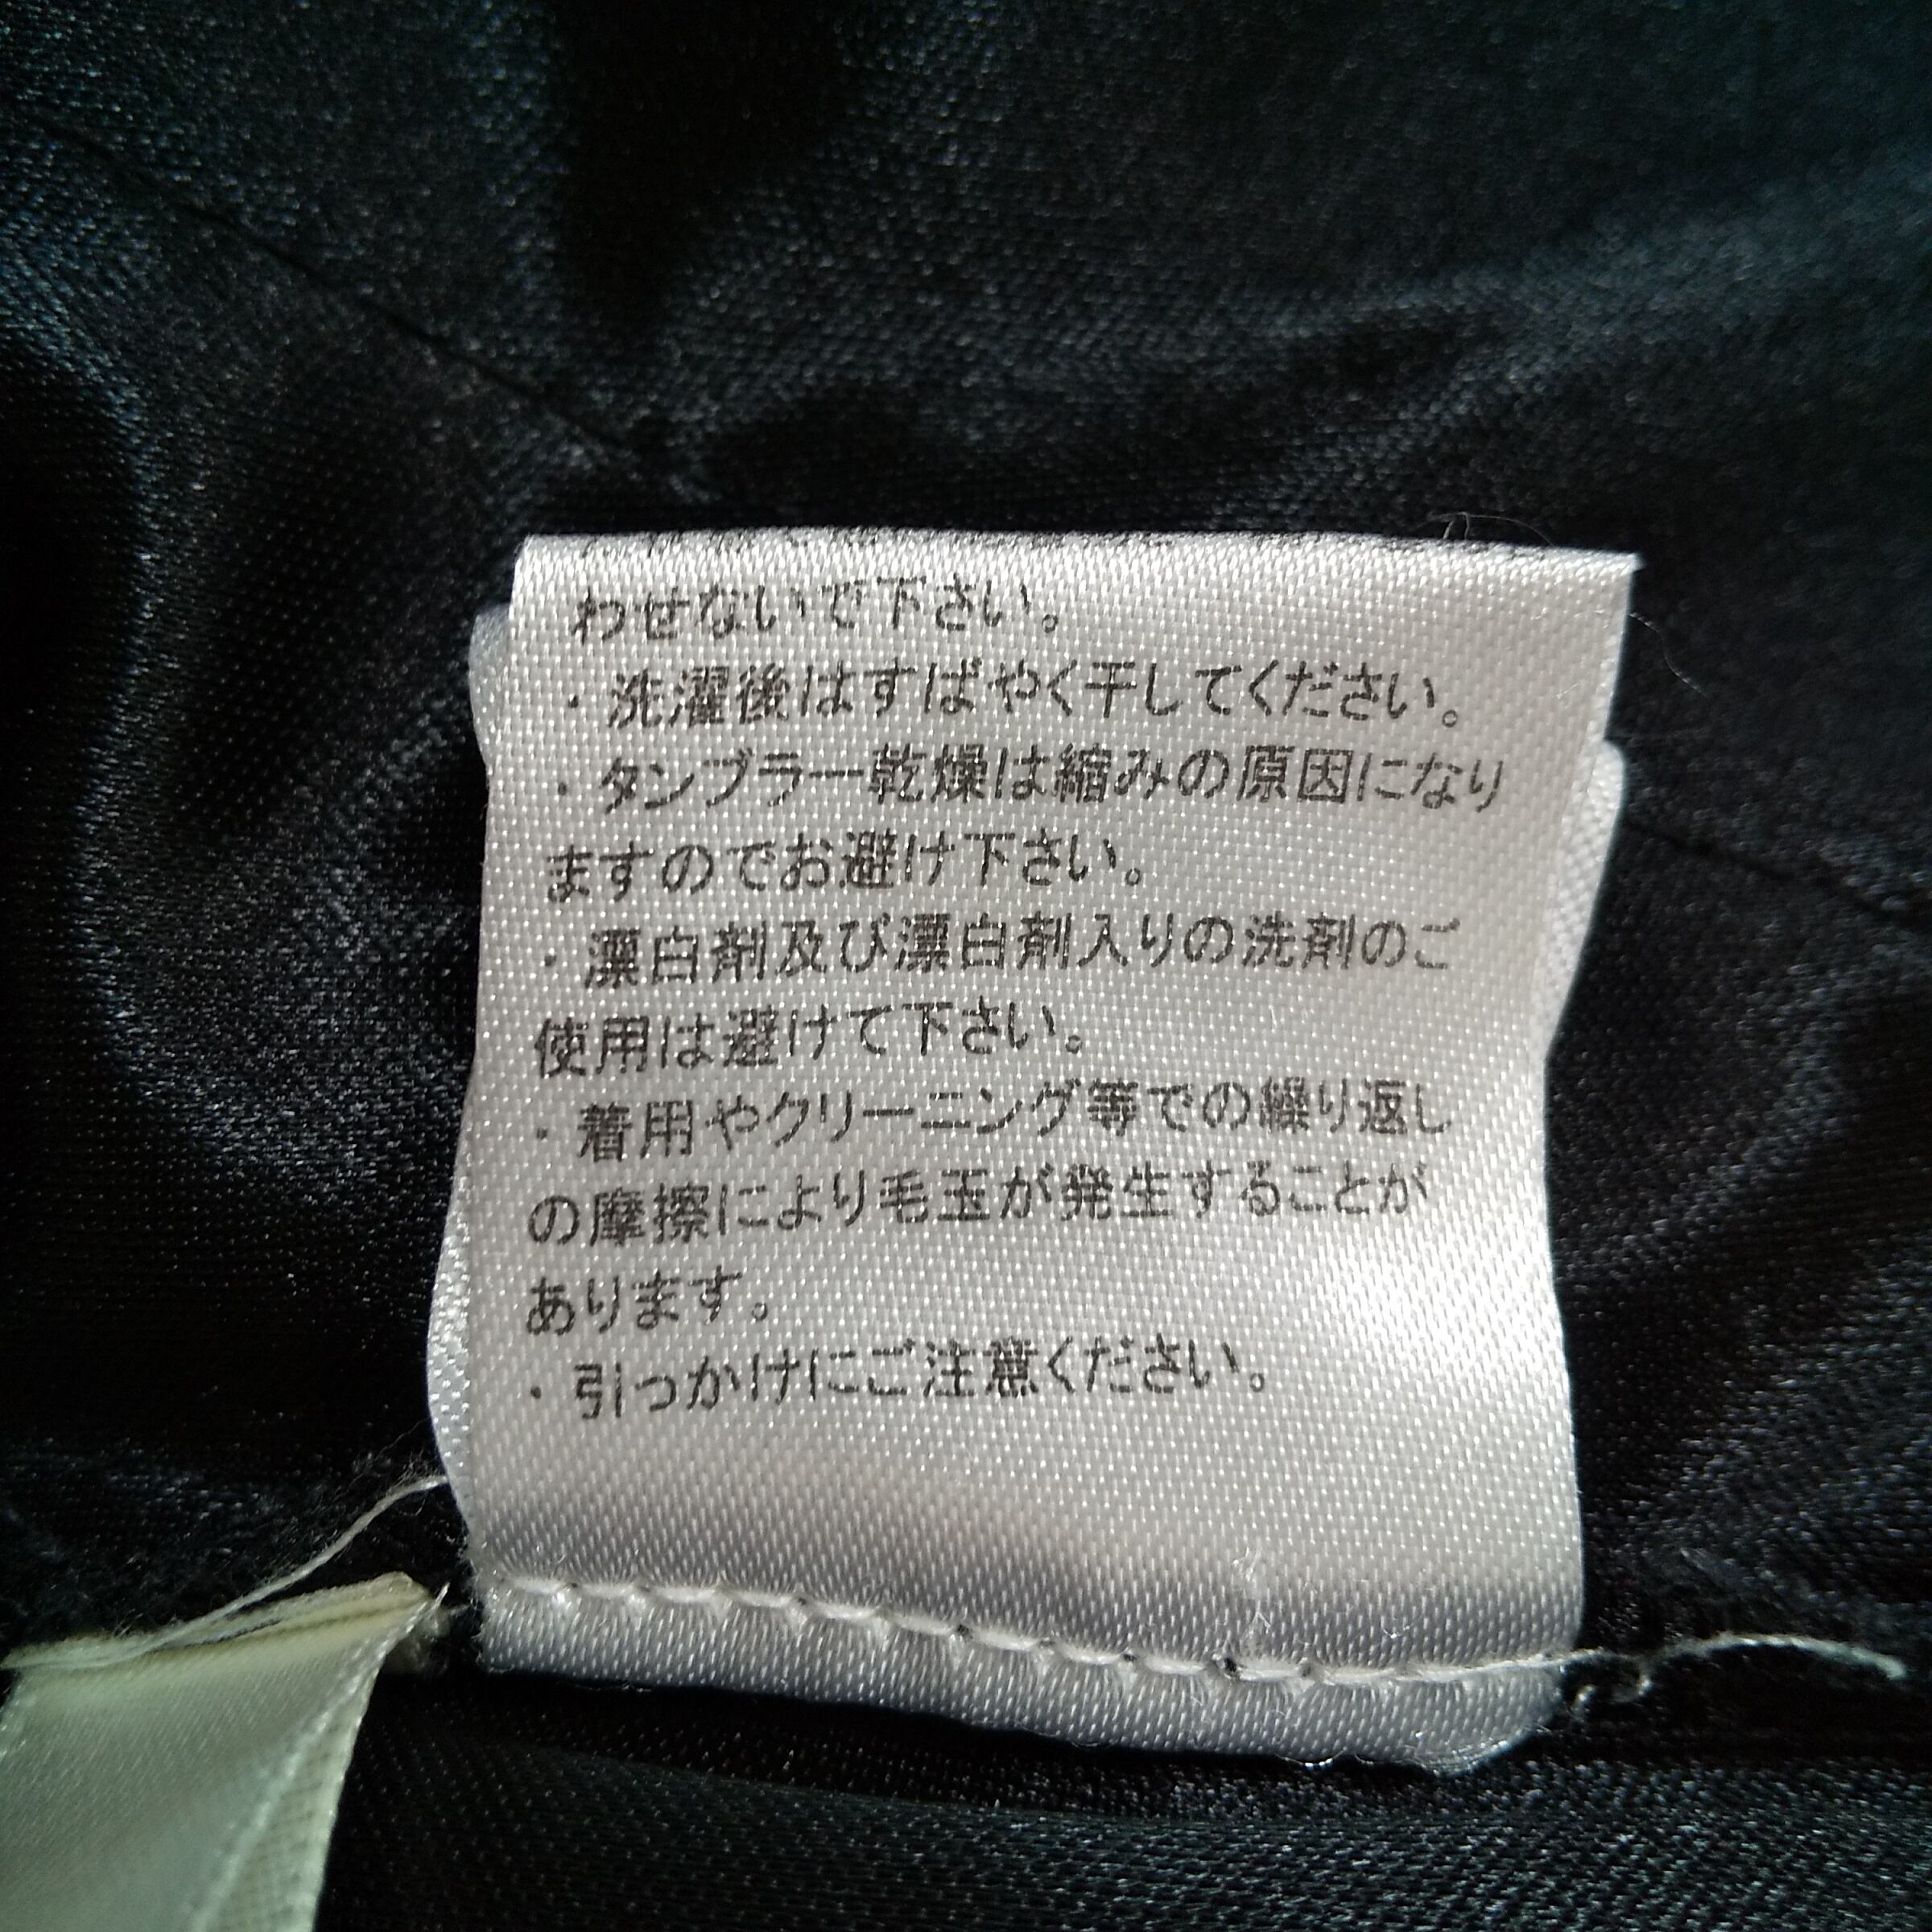 わせないで下さい。
・洗濯後はすばやく干してください。
・タンブラー乾燥は縮みの原因になり
ますのでお避け下さい。
・漂白剤及び漂白剤入りの洗剤のご
使用は避けて下さい。
・着用やクリーニング等での繰り返し
の摩擦により毛玉が発生することが
あります。
・引っかけにご注意ください。